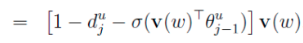 = [1 − d_j^u − σ(v(w)^⊤ θ_{j−1}^u)] v(w)